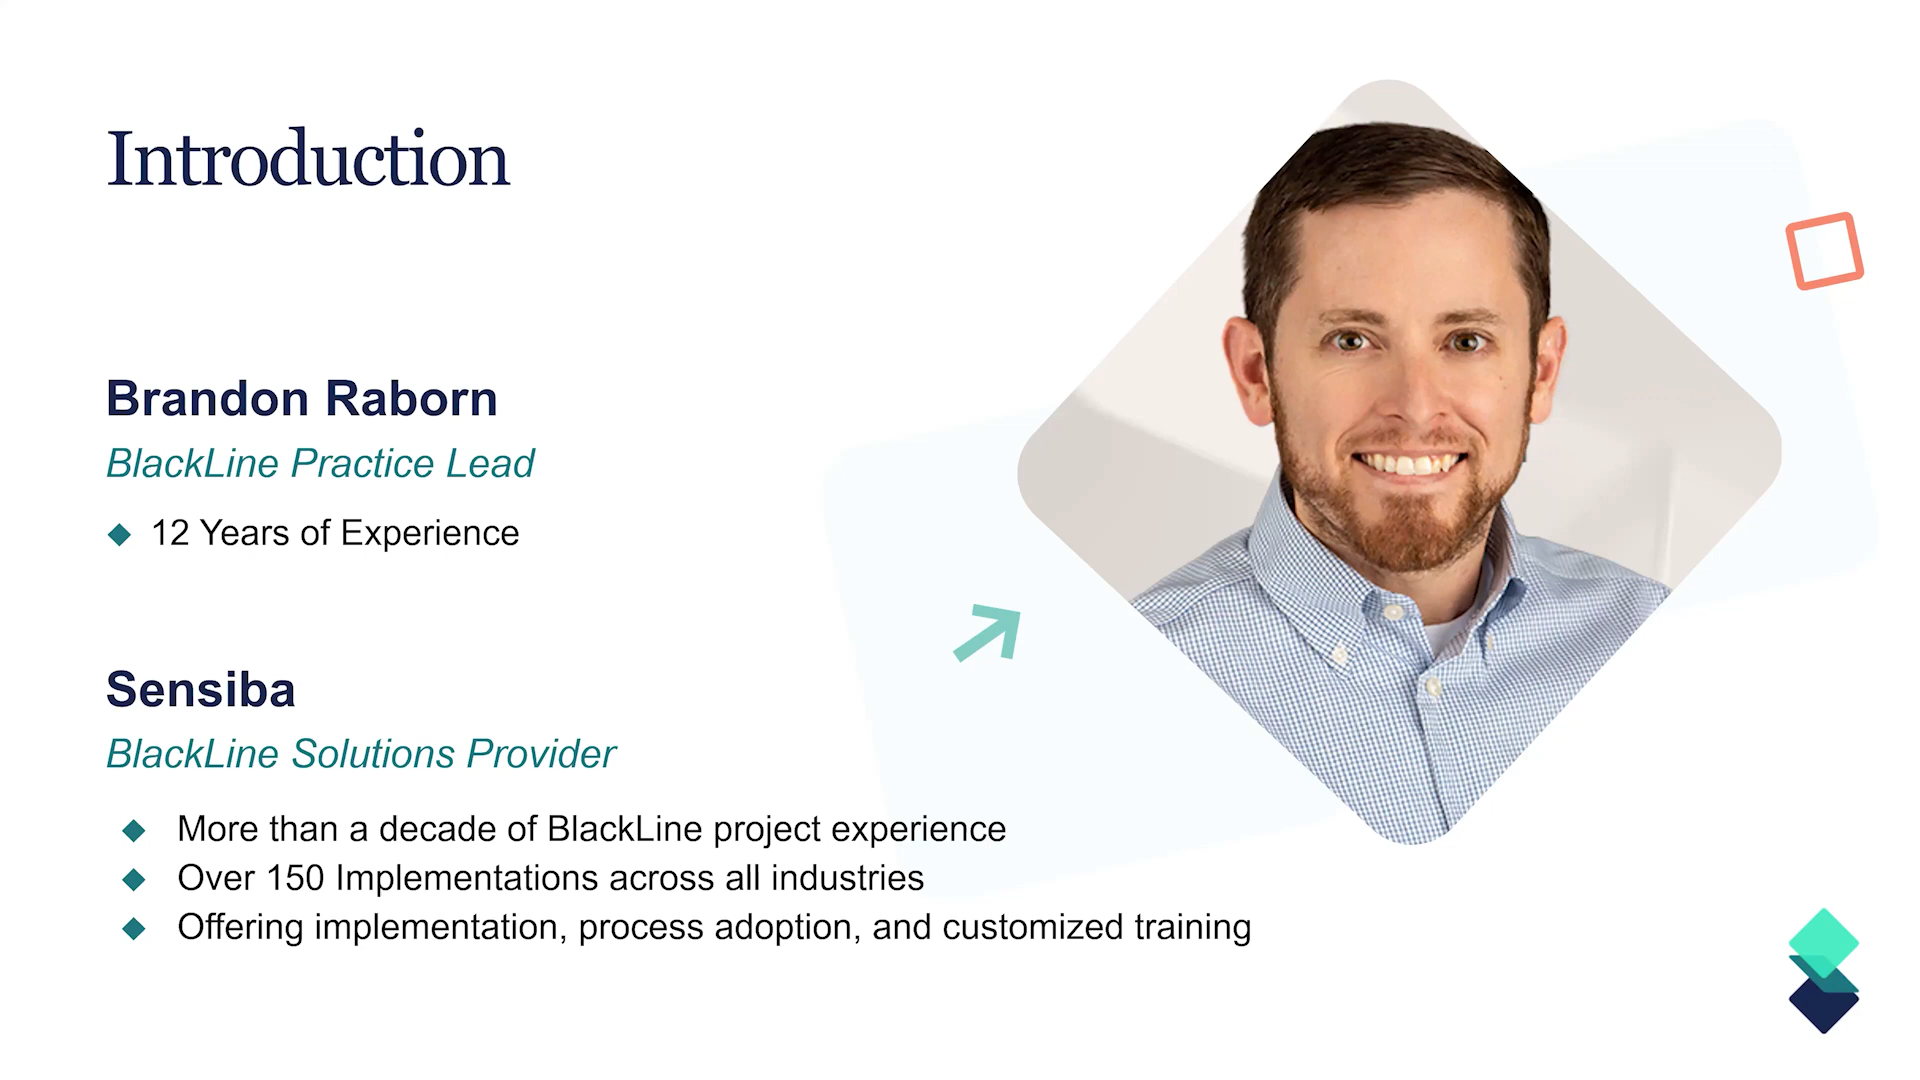 Introduction
Brandon Raborn
BlackLine Practice Lead
12 Years of Experience
Sensiba
BlackLine Solutions Provider
More than a decade of BlackLine project experience
Over 150 Implementations across all industries
Offering implementation, process adoption, and customized training